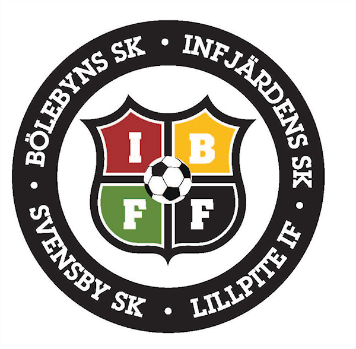 BÖLEBYNS SK • INFJÄRDENS SK • LILLPITE IF • SVENSBY SK •
I B
F F